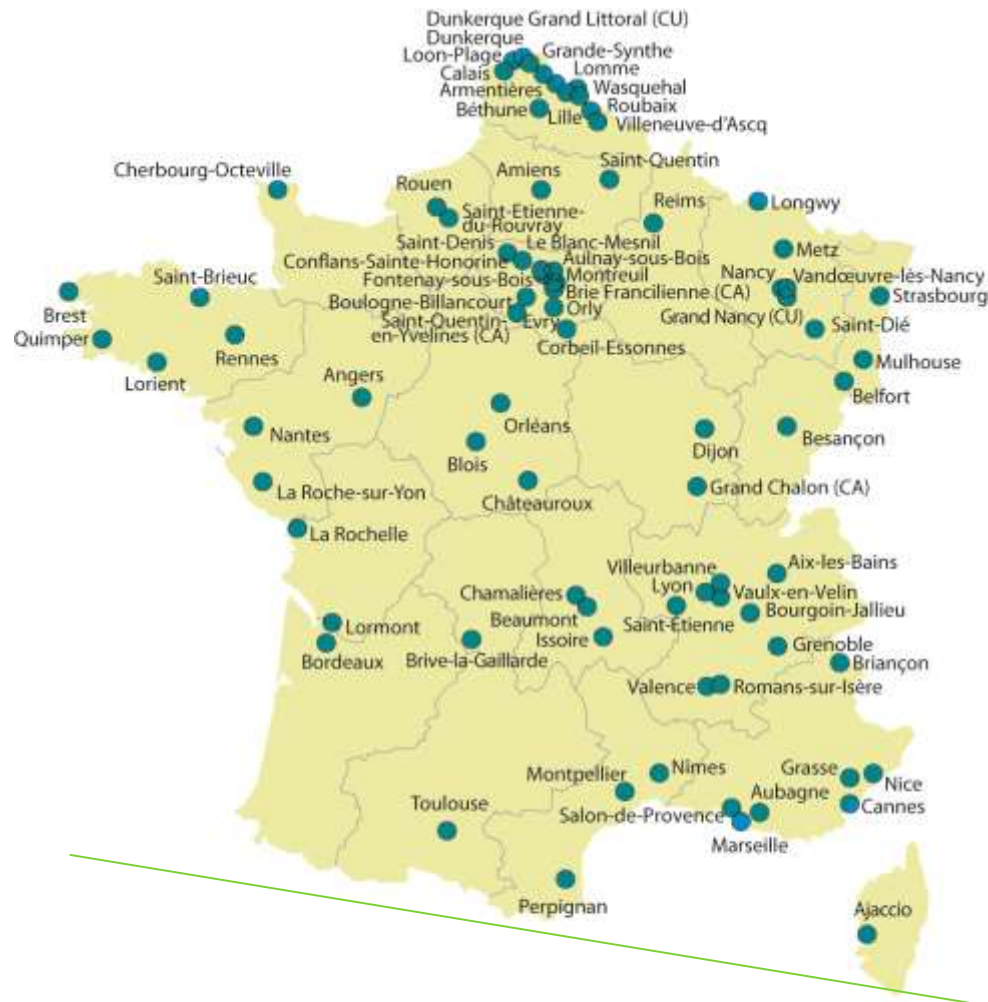 Dunkerque Grand Littoral (CU)
Dunkerque
Grande-Synthe
Loon-Plage
Lomme
Calais
Wasquehal
Armentières
Roubaix
Béthune
Lille
Villeneuve-d'Ascq
Saint-Quentin
Cherbourg-Octeville
Amiens
Rouen
Longwy
Saint-Etienne-
du-Rouvray
Reims
Saint-Denis
Le Blanc-Mesnil
Metz
Conflans-Sainte-Honorine
Aulnay-sous-Bois
Saint-Brieuc
Fontenay-sous-Bois
Montreuil
Nancy
Vandœuvre-lès-Nancy
Brie Francilienne (CA)
Strasbourg
Boulogne-Billancourt
Orly
Grand Nancy (CU)
Brest
Saint-Quentin-
en-Yvelines (CA)
Evry
Saint-Dié
Quimper
Corbeil-Essonnes
Rennes
Mulhouse
Lorient
Angers
Belfort
Orléans
Nantes
Besançon
Dijon
Blois
Grand Chalon (CA)
La Roche-sur-Yon
Châteauroux
La Rochelle
Villeurbanne
Aix-les-Bains
Lyon
Vaulx-en-Velin
Chamalières
Bourgoin-Jallieu
Beaumont
Saint-Etienne
Lormont
Issoire
Grenoble
Bordeaux
Brive-la-Gaillarde
Briançon
Valence
Romans-sur-Isère
Nîmes
Grasse
Montpellier
Nice
Aubagne
Toulouse
Cannes
Salon-de-Provence
Marseille
Perpignan
Ajaccio